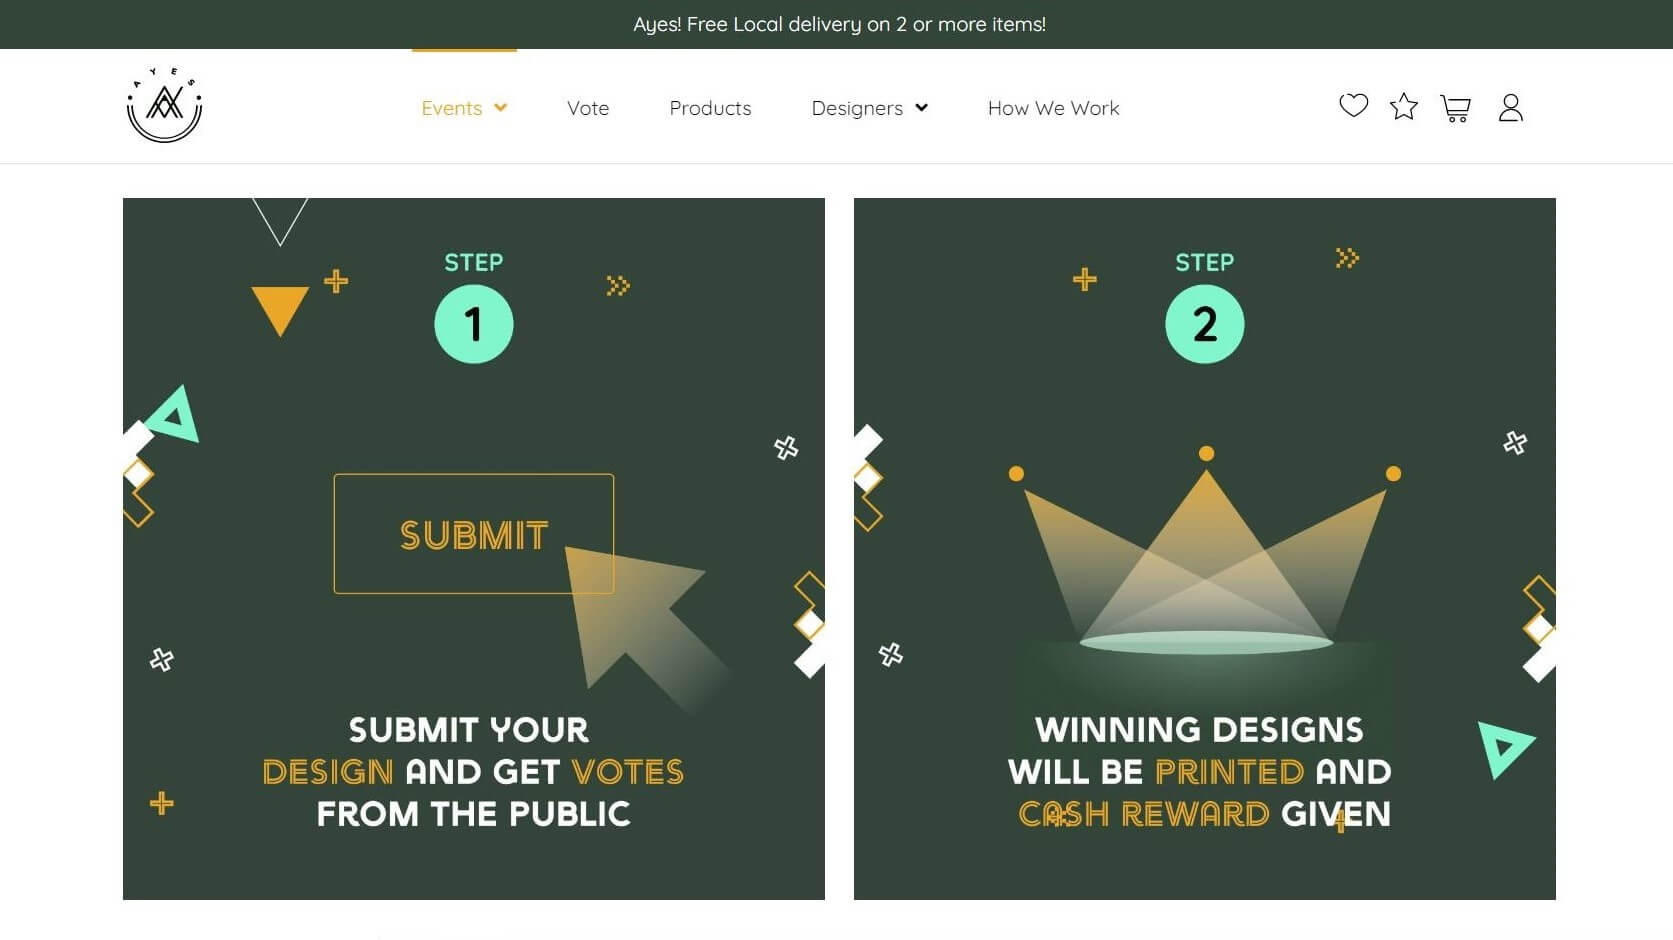 Ayes! Free Local delivery on 2 or more items!
AYES
Events
Vote
Products
Designers
How We Work
STEP
1
SUBMIT
SUBMIT YOUR
DESIGN AND GET VOTES
FROM THE PUBLIC
STEP
2
WINNING DESIGNS
WILL BE PRINTED AND
CASH REWARD GIVEN